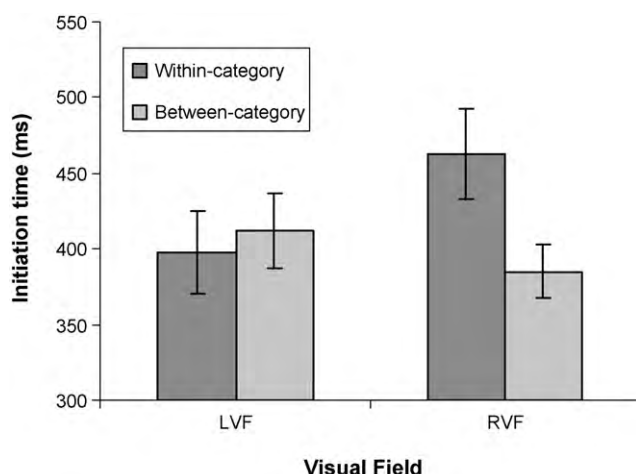 550
500
450
400
350
300
Initiation time (ms)
Within-category
Between-category
LVF
RVF
Visual Field